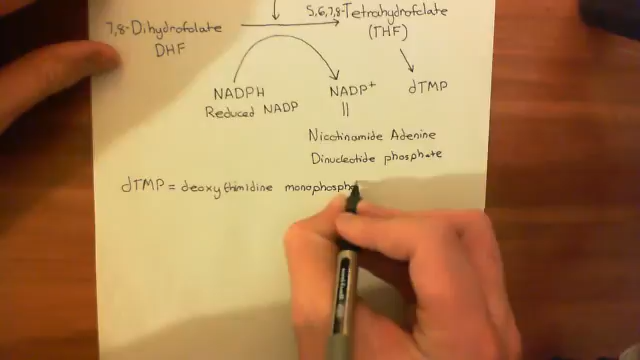 7,8-Dihydrofolate
DHF
5,6,7,8-Tetrahydrofolate
(THF)
NADPH
Reduced NADP
NADP+
dTMP
Nicotinamide Adenine
Dinucleotide phosphate
dTMP = deoxythimidine monophospha